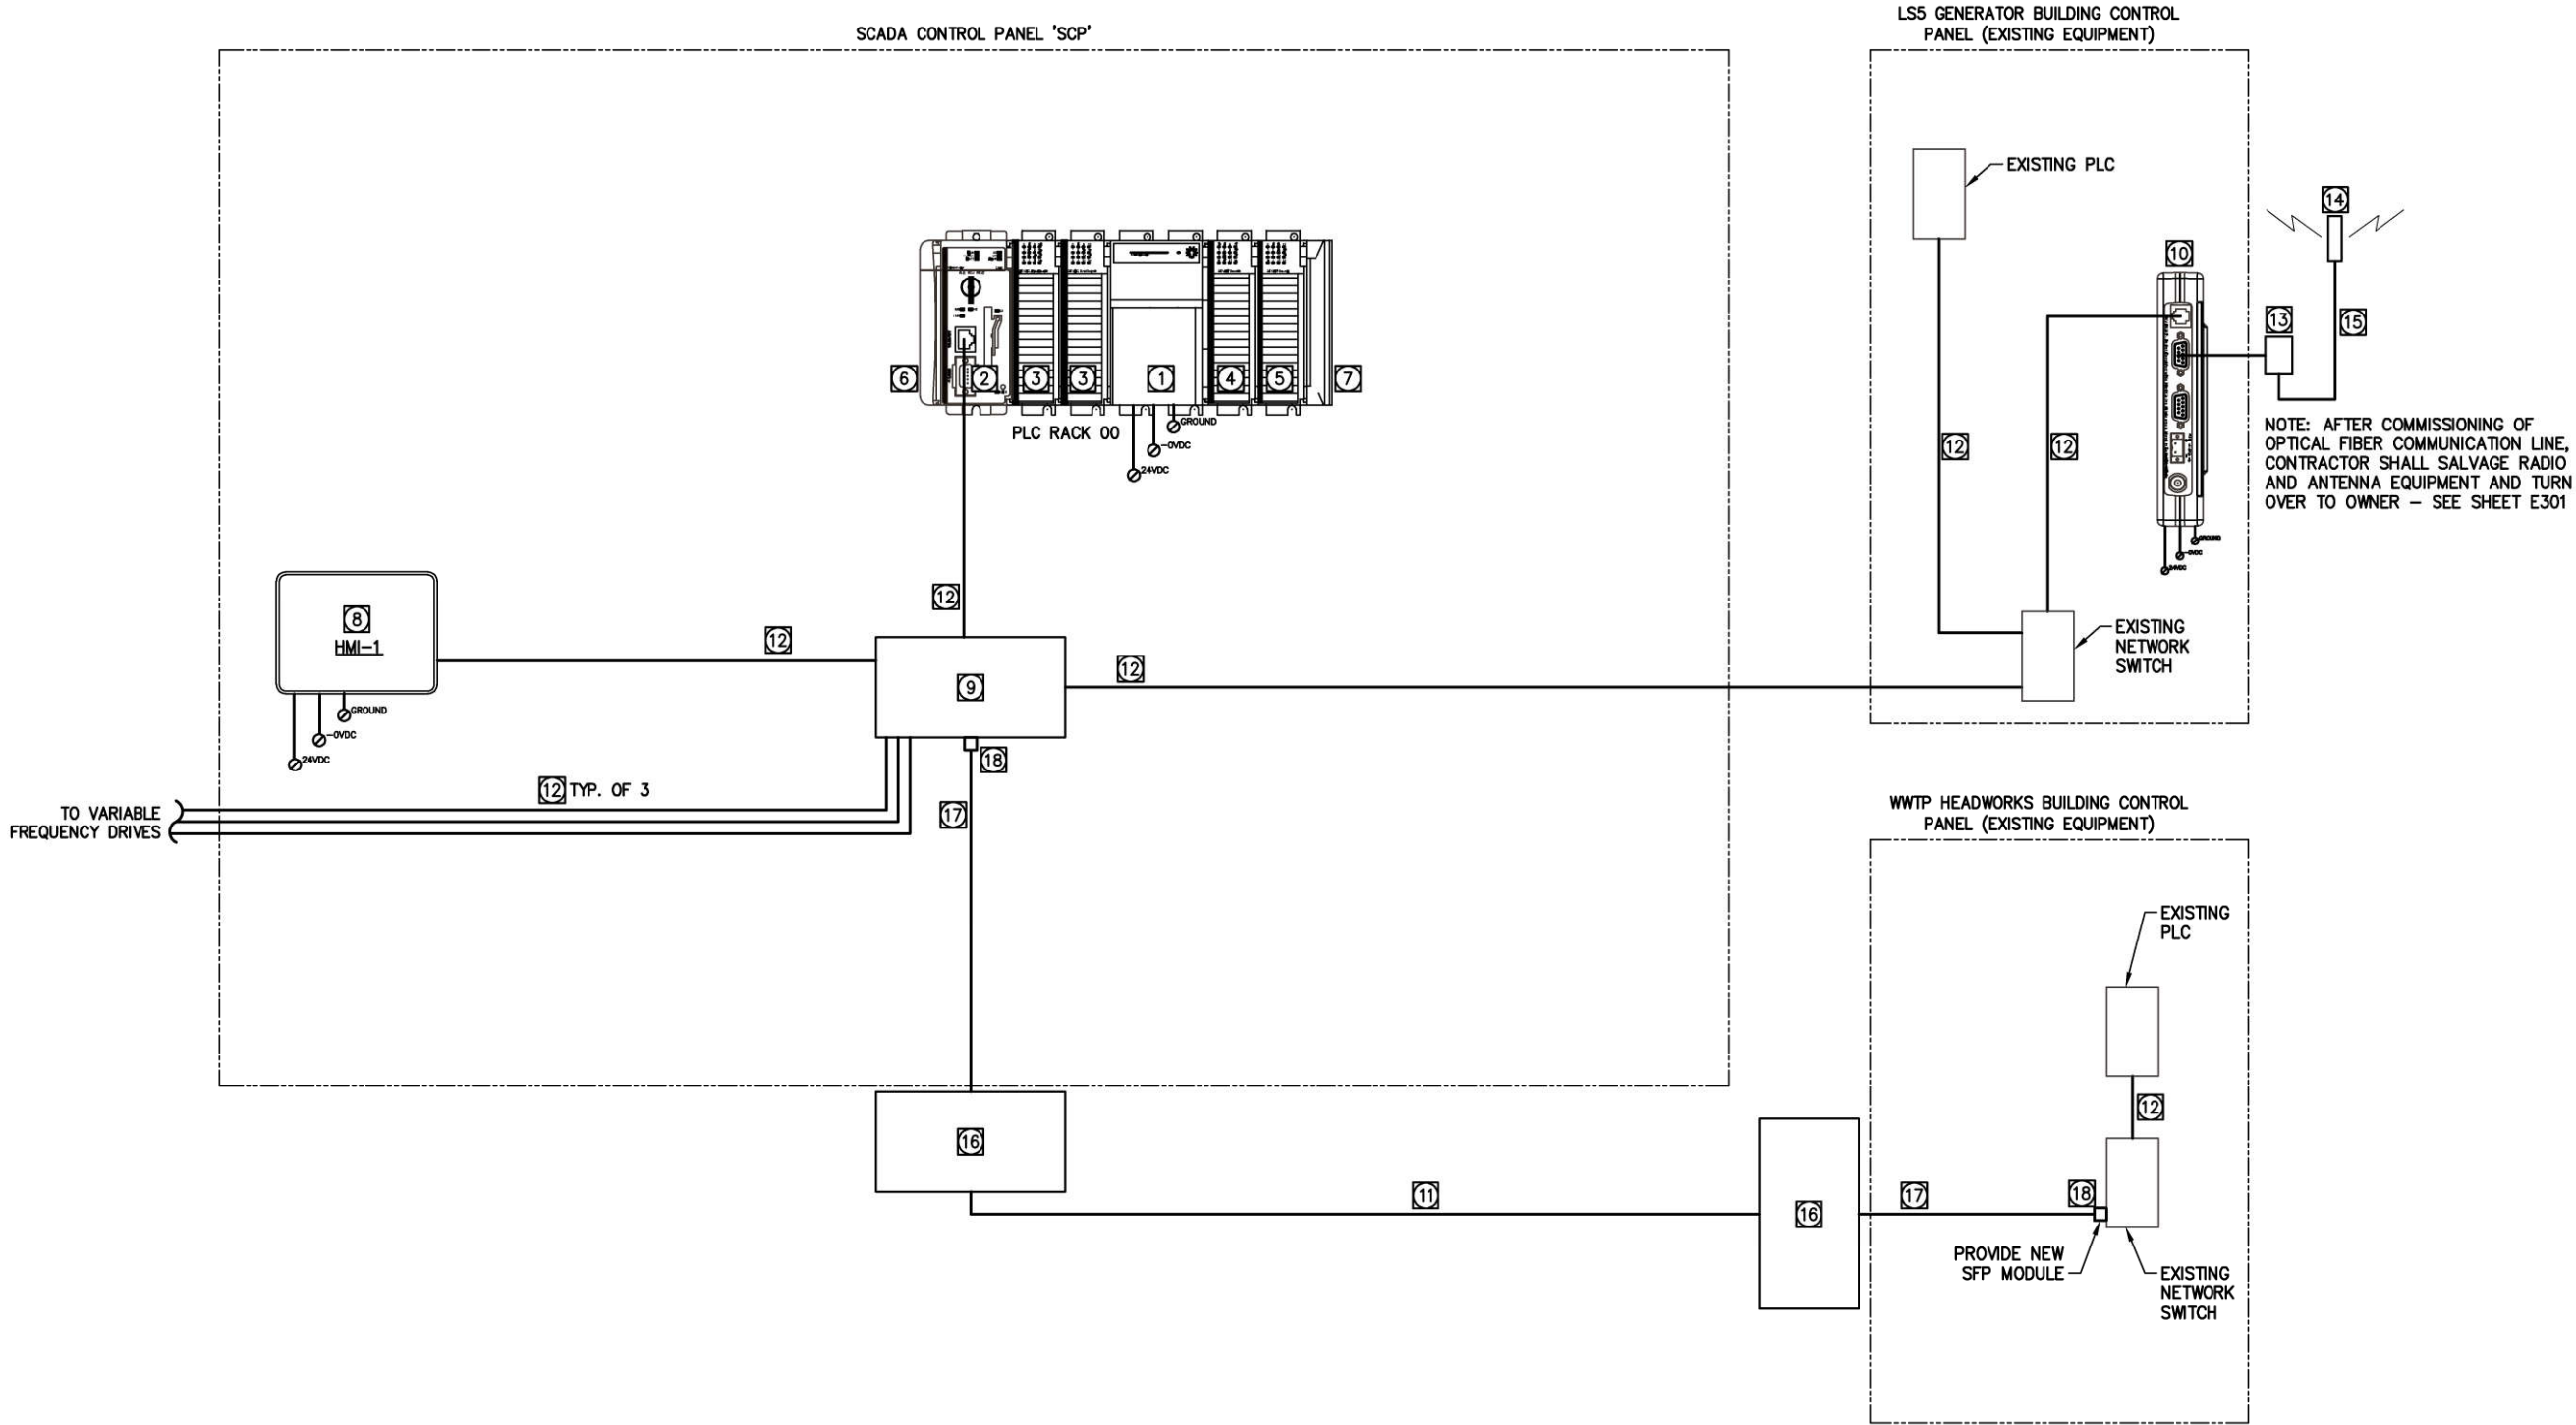 SCADA CONTROL PANEL 'SCP'
LS5 GENERATOR BUILDING CONTROL
PANEL (EXISTING EQUIPMENT)
EXISTING PLC
14
10
13
15
6
2
3
3
1
4
5
7
PLC RACK 00
GROUND
-0VDC
24VDC
12
12
NOTE: AFTER COMMISSIONING OF
OPTICAL FIBER COMMUNICATION LINE,
CONTRACTOR SHALL SALVAGE RADIO
AND ANTENNA EQUIPMENT AND TURN
OVER TO OWNER – SEE SHEET E301
GROUND
-0VDC
24VDC
8
HMI-1
12
12
12
9
EXISTING
NETWORK
SWITCH
GROUND
-0VDC
24VDC
18
12 TYP. OF 3
17
TO VARIABLE
FREQUENCY DRIVES
WWTP HEADWORKS BUILDING CONTROL
PANEL (EXISTING EQUIPMENT)
EXISTING
PLC
12
16
11
16
17
18
PROVIDE NEW
SFP MODULE
EXISTING
NETWORK
SWITCH